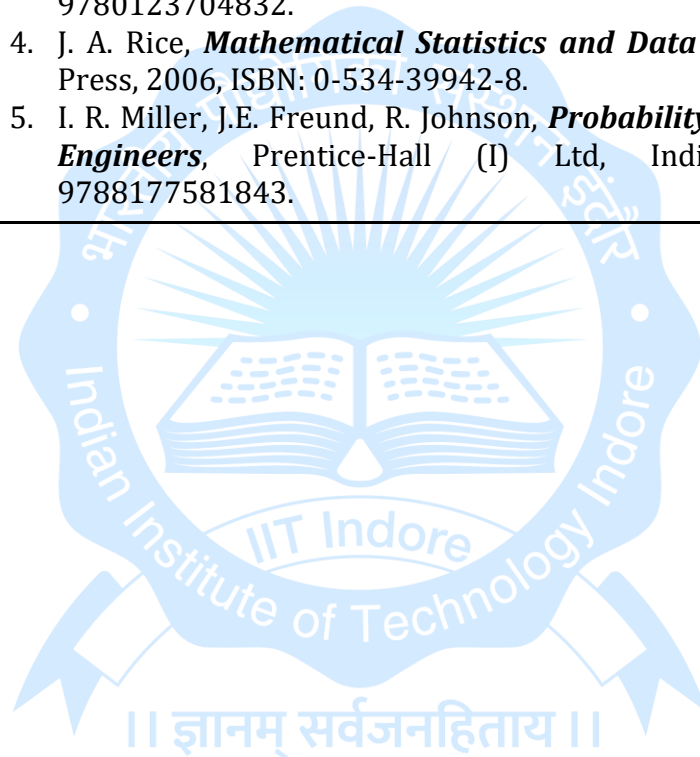 9780123704832.
4. J. A. Rice, Mathematical Statistics and Data
Press, 2006, ISBN: 0-534-39942-8.
5. I. R. Miller, J.E. Freund, R. Johnson, Probability
Engineers, Prentice-Hall (I) Ltd, Indi
9788177581843.
भारतीय प्रौद्योगिकी संस्थान इंदौर
Indian Institute of Technology Indore
IIT Indore
।। ज्ञानम् सर्वजनहिताय ।।